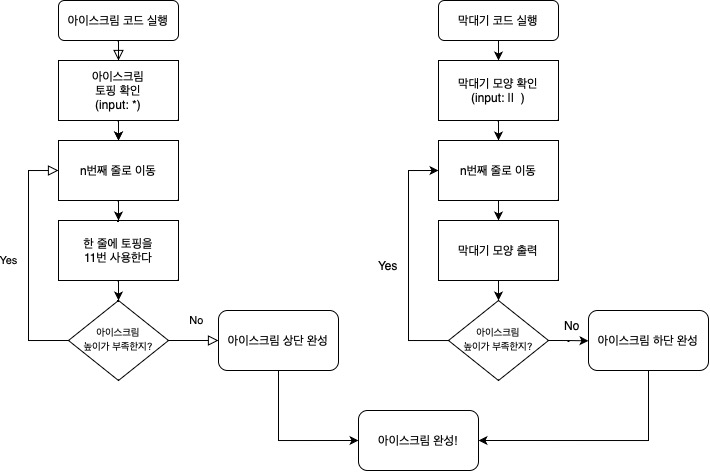 아이스크림 코드 실행
아이스크림
토핑 확인
(input: *)
n번째 줄로 이동
한 줄에 토핑을
11번 사용한다
Yes
아이스크림
높이가 부족한지?
No
아이스크림 상단 완성
막대기 코드 실행
막대기 모양 확인
(input: ll )
n번째 줄로 이동
막대기 모양 출력
Yes
아이스크림
높이가 부족한지?
No
아이스크림 하단 완성
아이스크림 완성!